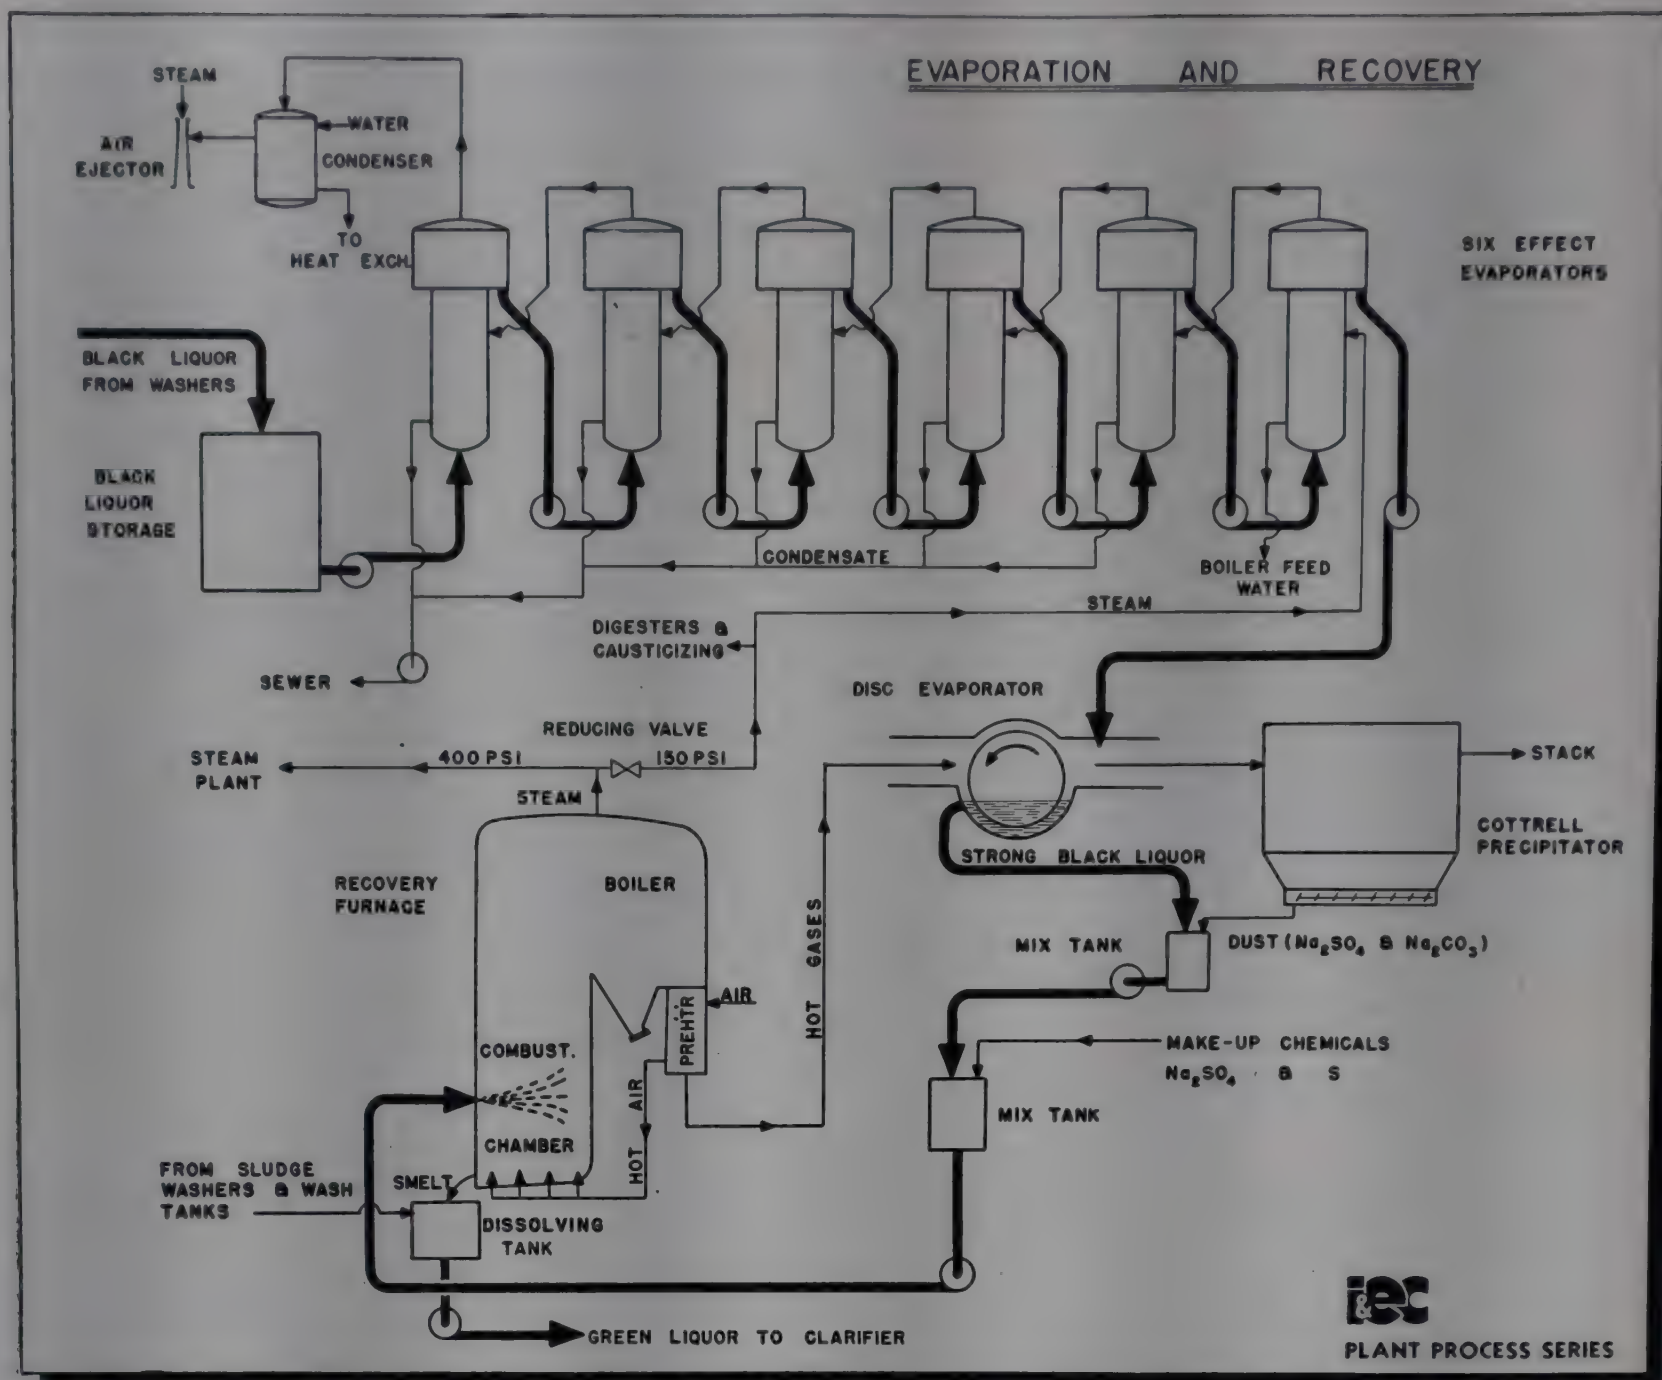 EVAPORATION AND RECOVERY
STEAM
AIR
EJECTOR
WATER
CONDENSER
TO
HEAT EXCH.
SIX EFFECT
EVAPORATORS
BLACK LIQUOR
FROM WASHERS
BLACK
LIQUOR
STORAGE
CONDENSATE
BOILER FEED
WATER
STEAM
DIGESTERS &
CAUSTICIZING
SEWER
DISC EVAPORATOR
REDUCING VALVE
STEAM
PLANT
400 PSI
150 PSI
STACK
STEAM
COTTRELL
PRECIPITATOR
STRONG BLACK LIQUOR
RECOVERY
FURNACE
BOILER
HOT GASES
MIX TANK
DUST (Na₂SO₄ & Na₂CO₃)
AIR
PREHTR
MAKE-UP CHEMICALS
Na₂SO₄ & S
COMBUST.
CHAMBER
HOT AIR
MIX TANK
FROM SLUDGE
WASHERS & WASH
TANKS
SMELT
DISSOLVING
TANK
GREEN LIQUOR TO CLARIFIER
i&ec
PLANT PROCESS SERIES